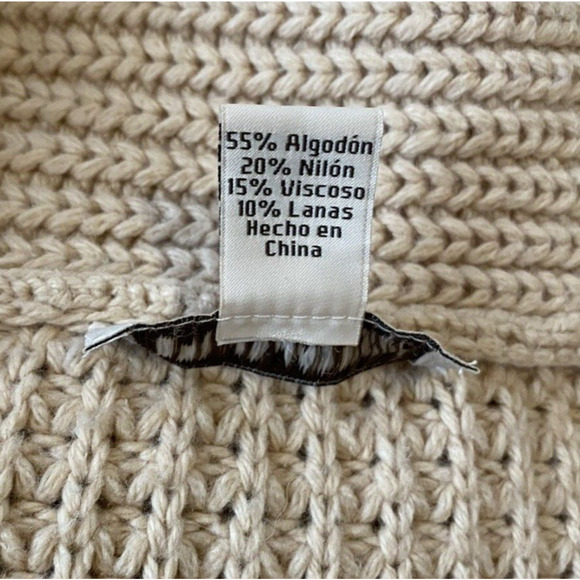 55% Algodón
20% Nilón
15% Viscoso
10% Lanas
Hecho en
China